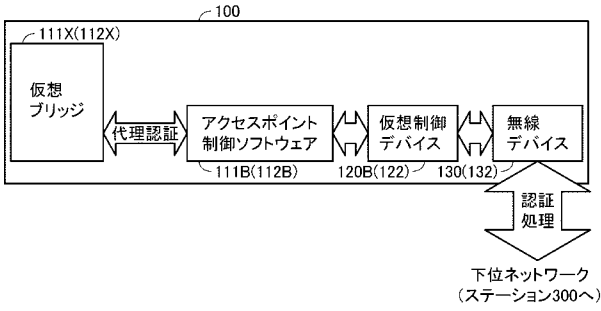 100
111X(112X)
仮想
ブリッジ
代理認証
アクセスポイント
制御ソフトウェア
仮想制御
デバイス
無線
デバイス
111B(112B)
120B(122)
130(132)
認証
処理
下位ネットワーク
(ステーション300へ)